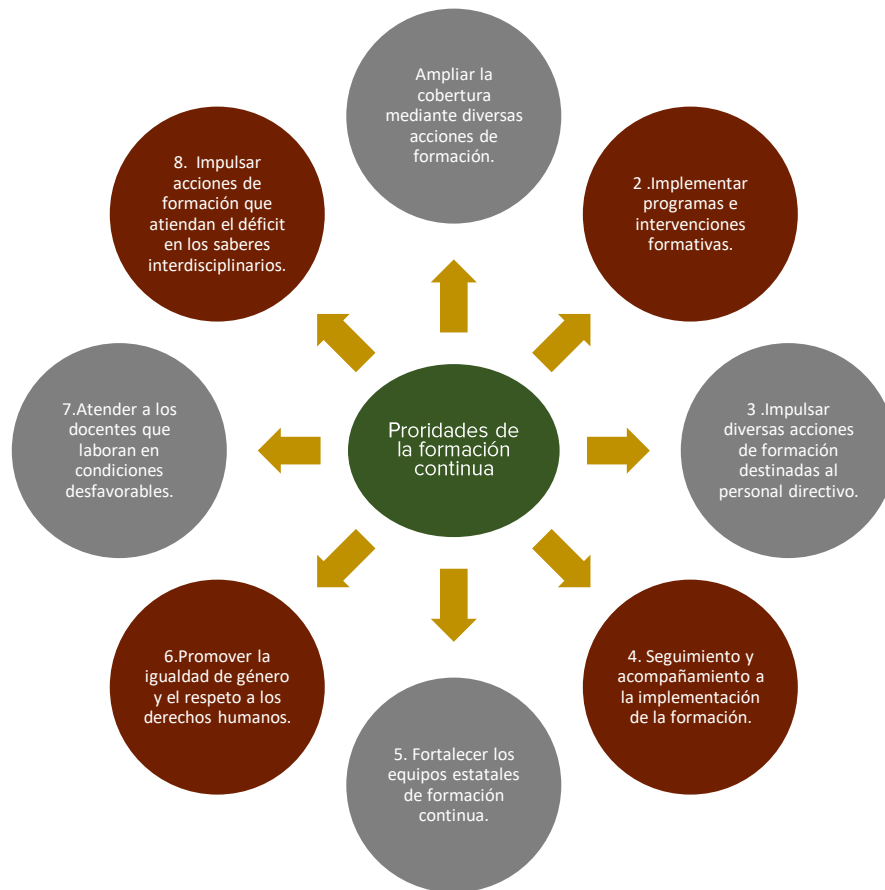 Ampliar la
cobertura
mediante diversas
acciones de
formación.
2 .Implementar
programas e
intervenciones
formativas.
3 .Impulsar
diversas acciones
de formación
destinadas al
personal directivo.
4. Seguimiento y
acompañamiento a
la implementación
de la formación.
5. Fortalecer los
equipos estatales
de formación
continua.
6.Promover la
igualdad de género
y el respeto a los
derechos humanos.
7.Atender a los
docentes que
laboran en
condiciones
desfavorables.
8.  Impulsar
acciones de
formación que
atiendan el déficit
en los saberes
interdisciplinarios.
Proridades de
la formación
continua